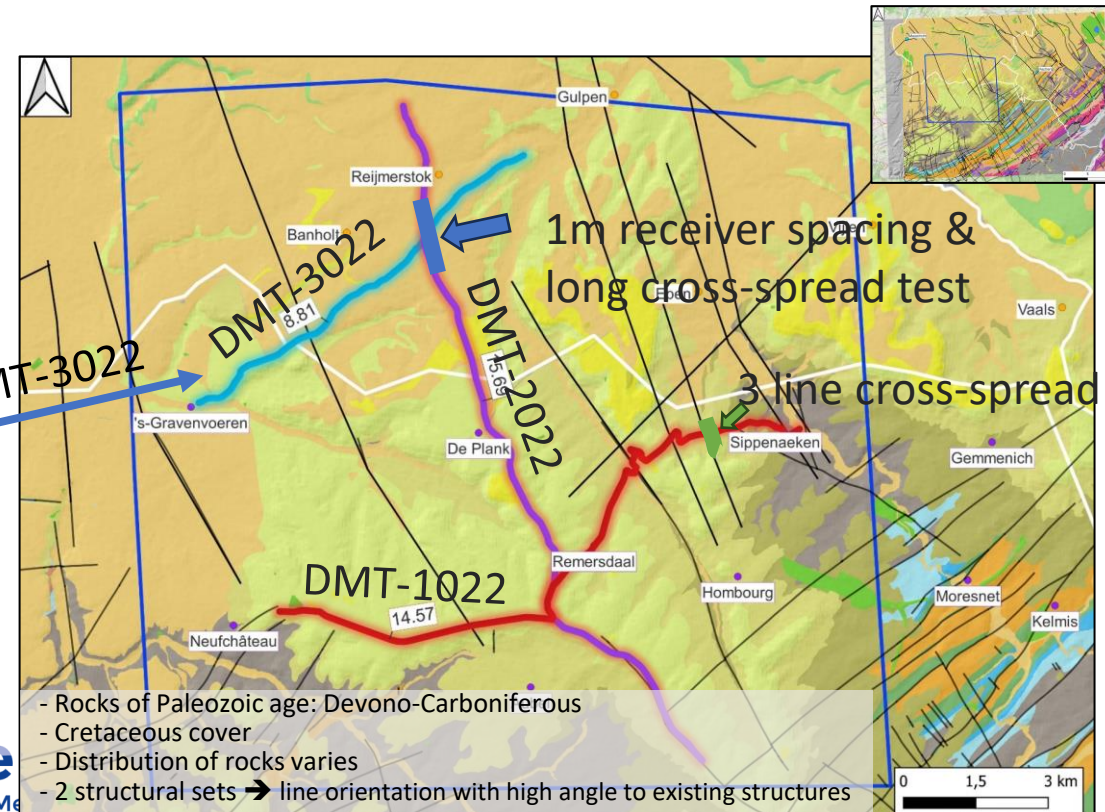 Gulpen
Reijmerstok
Banholt
1m receiver spacing &
long cross-spread test
Vaals
DMT-3022
8.81
DMT-2022
15.69
MT-3022
's-Gravenvoeren
3 line cross-spread
De Plank
Sippenaeken
Gemmenich
Remersdaal
Hombourg
Moresnet
Kelmis
DMT-1022
14.57
Neufchâteau
- Rocks of Paleozoic age: Devono-Carboniferous
- Cretaceous cover
- Distribution of rocks varies
- 2 structural sets ➔ line orientation with high angle to existing structures
0 1,5 3 km
e
Me